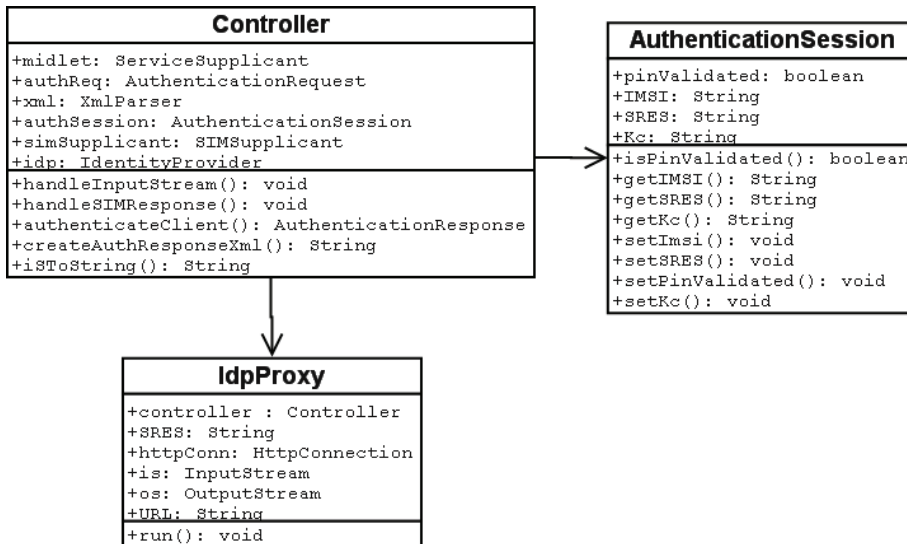 Controller
+midlet: ServiceSupplicant
+authReq: AuthenticationRequest
+xml: XmlParser
+authSession: AuthenticationSession
+simSupplicant: SIMSupplicant
+idp: IdentityProvider
+handleInputStream(): void
+handleSIMResponse(): void
+authenticateClient(): AuthenticationResponse
+createAuthResponseXml(): String
+iSToString(): String
AuthenticationSession
+pinValidated: boolean
+IMSI: String
+SRES: String
+Kc: String
+isPinValidated(): boolean
+getIMSI(): String
+getSRES(): String
+getKc(): String
+setImsi(): void
+setSRES(): void
+setPinValidated(): void
+setKc(): void
IdpProxy
+controller : Controller
+SRES: String
+httpConn: HttpConnection
+is: InputStream
+os: OutputStream
+URL: String
+run(): void